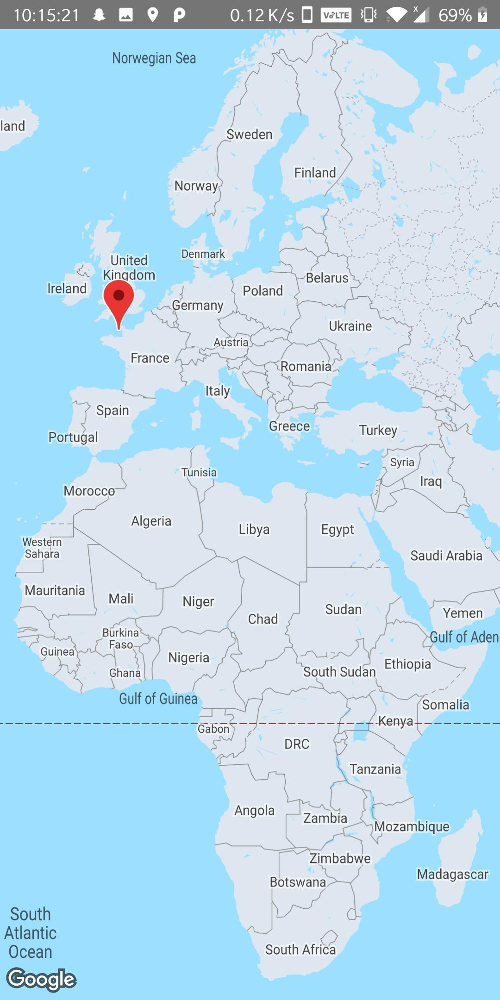 10:15:21 0.12 K/s VoLTE x 69%
Norwegian Sea
land
Sweden
Finland
Norway
Denmark
United
Kingdom
Belarus
Ireland
Poland
Germany
Ukraine
Austria
France
Romania
Italy
Spain
Greece
Turkey
Portugal
Syria
Tunisia
Iraq
Morocco
Algeria
Libya
Egypt
Western
Sahara
Saudi Arabia
Mauritania
Mali
Niger
Sudan
Yemen
Chad
Burkina
Faso
Gulf of Aden
Guinea
Nigeria
Ethiopia
Ghana
South Sudan
Gulf of Guinea
Somalia
Kenya
Gabon
DRC
Tanzania
Angola
Zambia
Mozambique
Zimbabwe
Madagascar
Botswana
South
Atlantic
Ocean
South Africa
Google